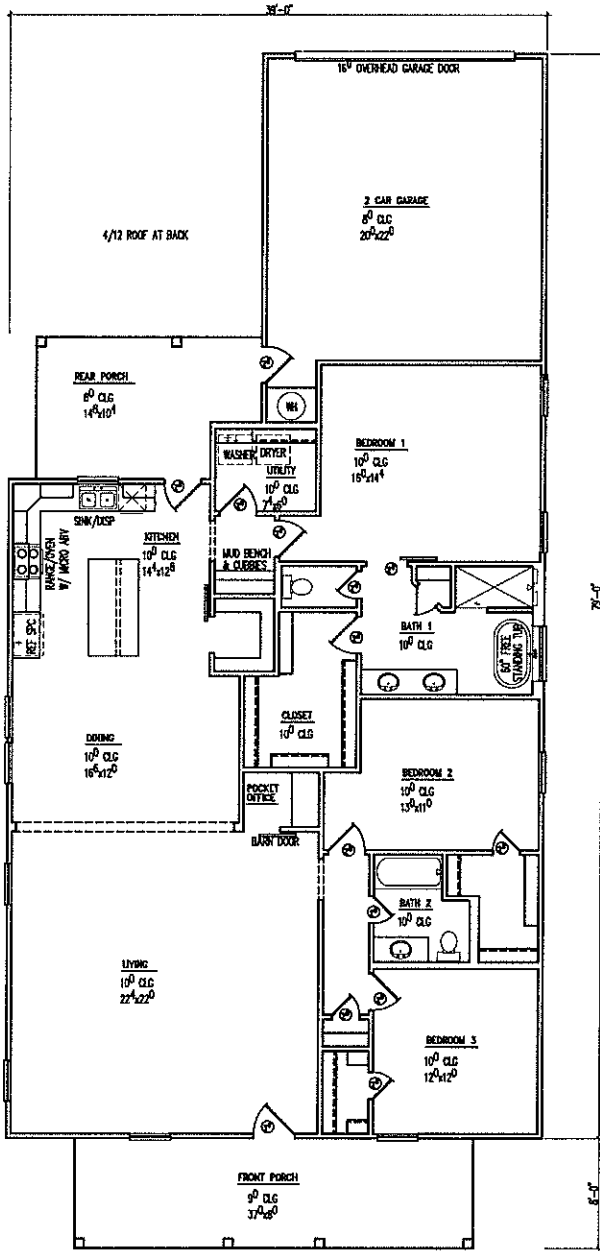 39'-0"
16⁰ OVERHEAD GARAGE DOOR
2 CAR GARAGE
8⁰ CLG
20⁰x22⁰
4/12 ROOF AT BACK
REAR PORCH
8⁰ CLG
14⁸x10⁴
WH
BEDROOM 1
10⁰ CLG
16⁰x14⁴
WASHER
DRYER
UTILITY
10⁰ CLG
SINK/DISP
KITCHEN
10⁰ CLG
14⁴x12⁸
RANGE/OVEN
W/ MICRO ABV
REF SPC
MUD BENCH
& CUBBIES
79'-0"
BATH 1
10⁰ CLG
60" FREE
STANDING TUB
CLOSET
10⁰ CLG
DINING
10⁰ CLG
16⁶x12⁰
BEDROOM 2
10⁰ CLG
13⁰x11⁰
POCKET
OFFICE
BARN DOOR
BATH 2
10⁰ CLG
LIVING
10⁰ CLG
22⁴x22⁰
BEDROOM 3
10⁰ CLG
12⁰x12⁰
FRONT PORCH
9⁰ CLG
37⁰x8⁰
8'-0"